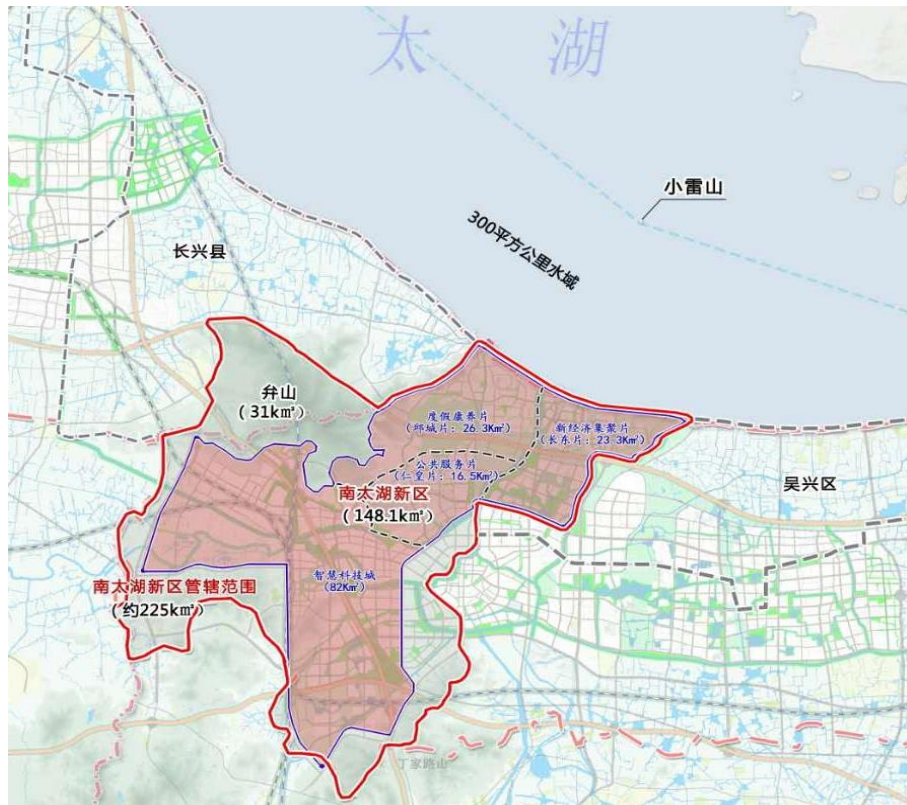 太湖
小雷山
300平方公里水域
长兴县
弁山
（31k㎡）
度假康养片
（邱城片：26.3K㎡）
新经济集聚片
（长东片：23.3K㎡）
公共服务片
（仁皇片：16.5K㎡）
吴兴区
南太湖新区
（148.1k㎡）
智慧科技城
（82K㎡）
南太湖新区管辖范围
（约225k㎡）
丁家路山